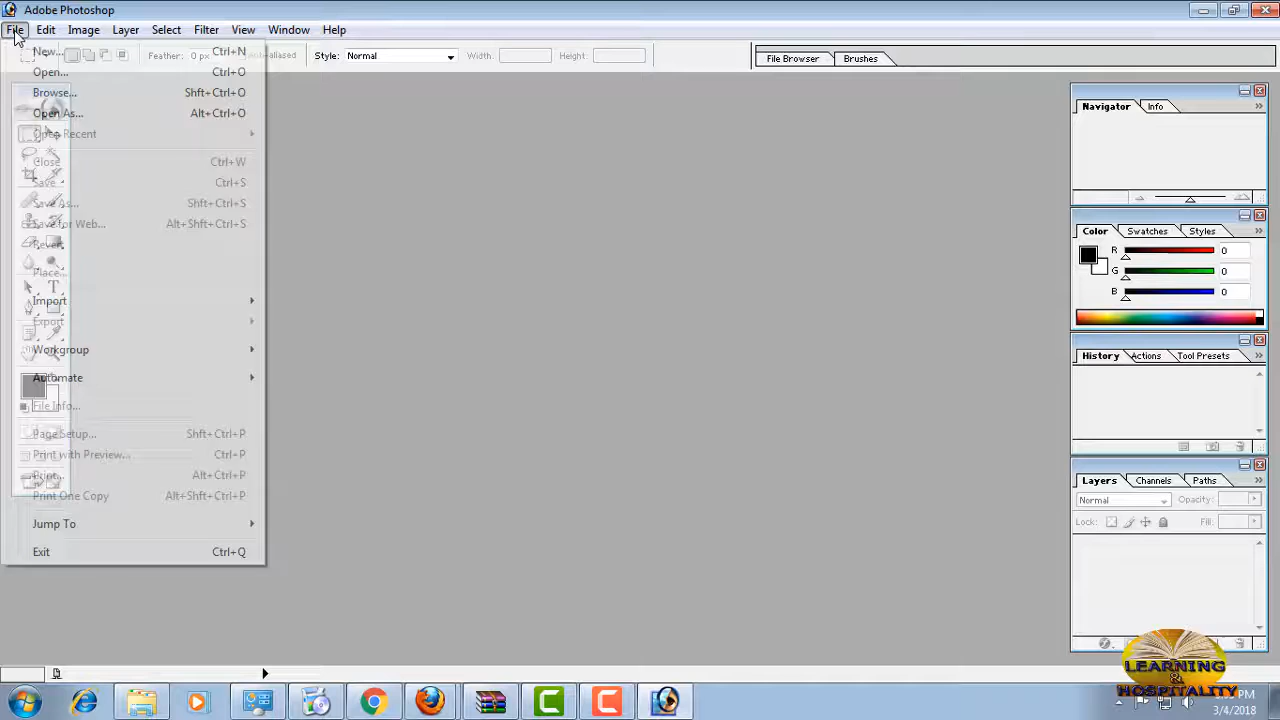 Adobe Photoshop
File Edit Image Layer Select Filter View Window Help
Feather: 0 px Style: Normal Width: Height: File Browser Brushes
New... Ctrl+N
Open... Ctrl+O
Browse... Shft+Ctrl+O
Open As... Alt+Ctrl+O
Open Recent
Close Ctrl+W
Save Ctrl+S
Save As... Shft+Ctrl+S
Save for Web... Alt+Shft+Ctrl+S
Revert
Place...
Import
Export
Workgroup
Automate
File Info...
Page Setup... Shft+Ctrl+P
Print with Preview... Ctrl+P
Print... Alt+Ctrl+P
Print One Copy Alt+Shft+Ctrl+P
Jump To
Exit Ctrl+Q
Navigator Info
Color Swatches Styles
R 0
G 0
B 0
History Actions Tool Presets
Layers Channels Paths
Normal Opacity:
Lock: Fill:
LEARNING
&
HOSPITALITY
PM
3/4/2018